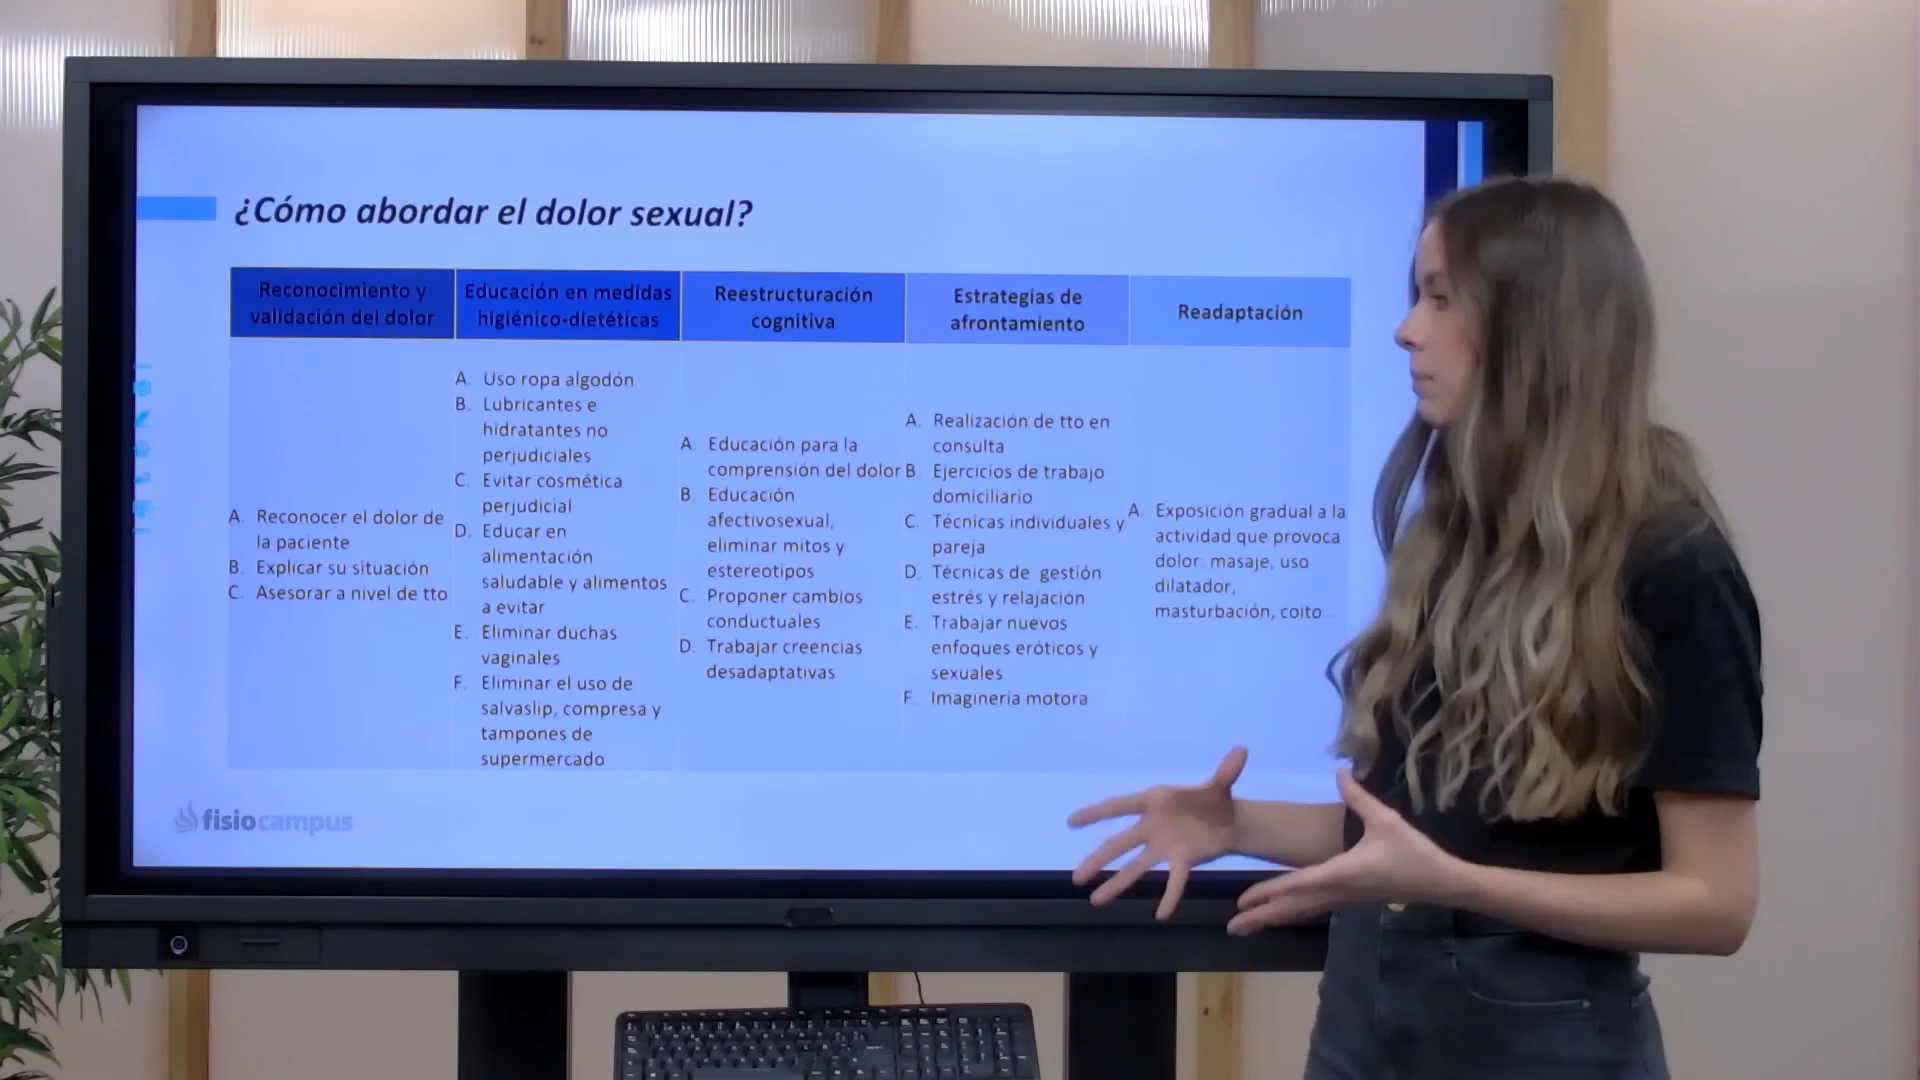 ¿Cómo abordar el dolor sexual?
Reconocimiento y
validación del dolor
Educación en medidas
higiénico-dietéticas
Reestructuración
cognitiva
Estrategias de
afrontamiento
Readaptación
A. Reconocer el dolor de
la paciente
B. Explicar su situación
C. Asesorar a nivel de tto
A. Uso ropa algodón
B. Lubricantes e
hidratantes no
perjudiciales
C. Evitar cosmética
perjudicial
D. Educar en
alimentación
saludable y alimentos
a evitar
E. Eliminar duchas
vaginales
F. Eliminar el uso de
salvaslip, compresa y
tampones de
supermercado
A. Educación para la
comprensión del dolor
B. Educación
afectivosexual,
eliminar mitos y
estereotipos
C. Proponer cambios
conductuales
D. Trabajar creencias
desadaptativas
A. Realización de tto en
consulta
B. Ejercicios de trabajo
domiciliario
C. Técnicas individuales y
pareja
D. Técnicas de gestión
estrés y relajación
E. Trabajar nuevos
enfoques eróticos y
sexuales
F. Imaginería motora
A. Exposición gradual a la
actividad que provoca
dolor masaje, uso
dilatador,
masturbación, coito
fisiocampus